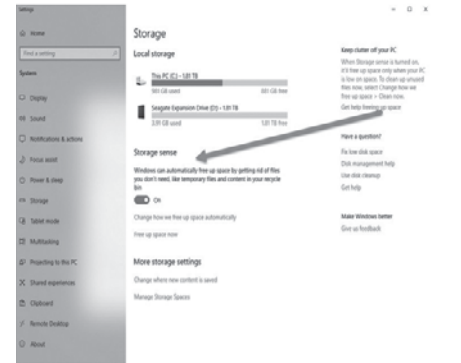 Settings
Home
Find a setting
System
Display
Sound
Notifications & actions
Focus assist
Power & sleep
Storage
Tablet mode
Multitasking
Projecting to this PC
Shared experiences
Clipboard
Remote Desktop
About
Storage
Local storage
This PC (C:) - 1.81 TB
901 GB used
Seagate Expansion Drive (D:) - 1.81 TB
1.81 TB free
Storage sense
Windows can automatically free up space by getting rid of files
you don't need, like temporary files and content in your recycle
bin
On
Change how we free up space automatically
Free up space now
More storage settings
Change where new content is saved
Manage Storage Spaces
Keep clutter off your PC
When Storage sense is turned on,
it'll free up space only when your PC
is low on space. To clean up unused
files now, select Change how we
free up space > Clean now.
Get help freeing up space
Have a question?
Fix low disk space
Disk management help
Use disk cleanup
Get help
Make Windows better
Give us feedback